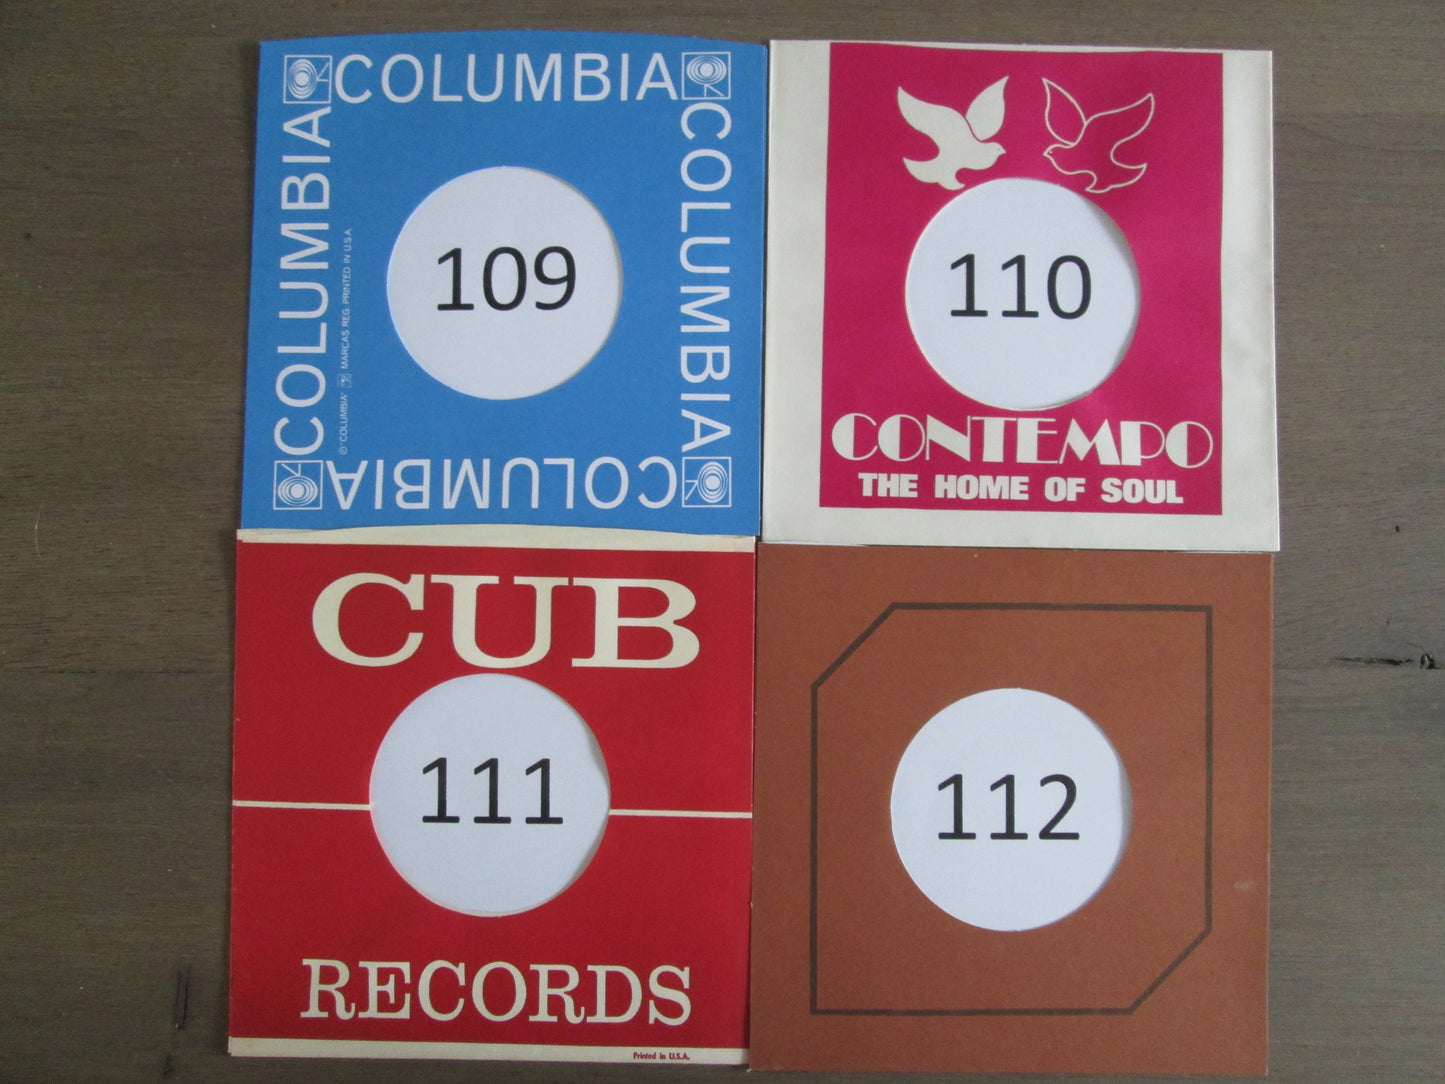 COLUMBIA
COLUMBIA
COLUMBIA
COLUMBIA
© "COLUMBIA" MARCAS REG. PRINTED IN U.S.A
109
110
CONTEMPO
THE HOME OF SOUL
CUB
111
RECORDS
Printed in U.S.A.
112